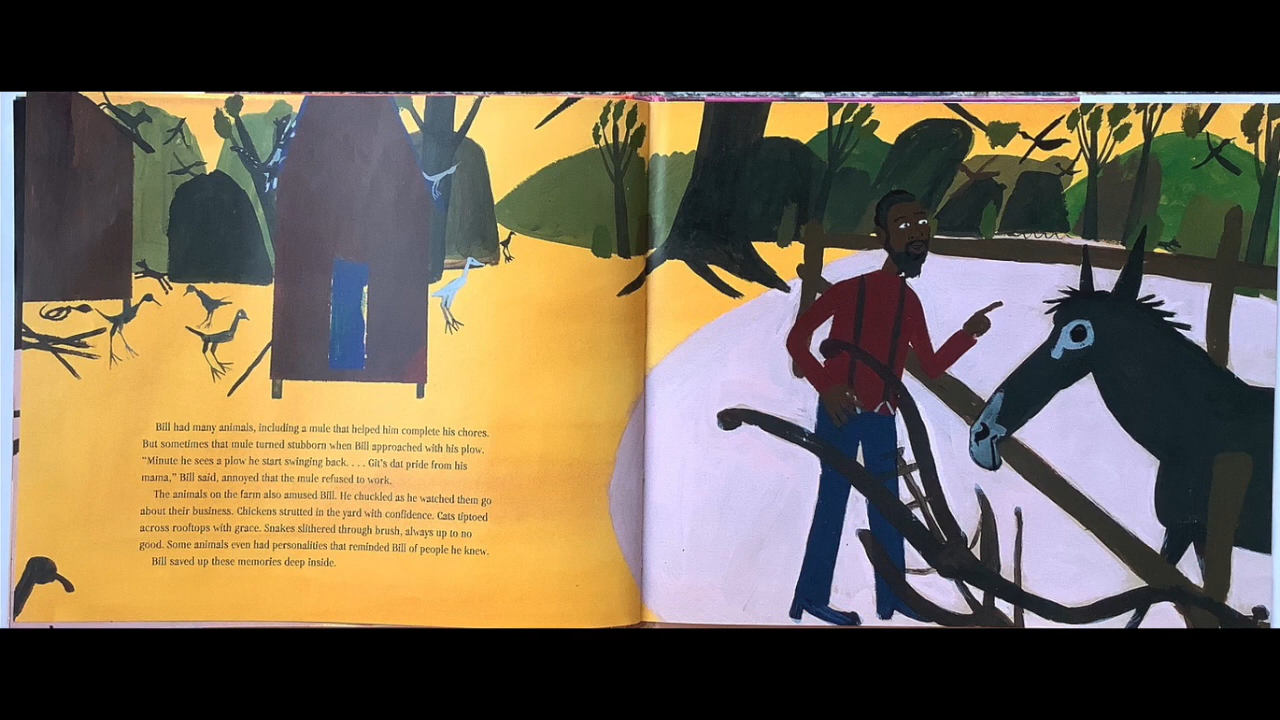 Bill had many animals, including a mule that helped him complete his chores.
But sometimes that mule turned stubborn when Bill approached with his plow.
"Minute he sees a plow he start swinging back. . . . Git's dat pride from his
mama," Bill said, annoyed that the mule refused to work.
The animals on the farm also amused Bill. He chuckled as he watched them go
about their business. Chickens strutted in the yard with confidence. Cats tiptoed
across rooftops with grace. Snakes slithered through brush, always up to no
good. Some animals even had personalities that reminded Bill of people he knew.
Bill saved up these memories deep inside.